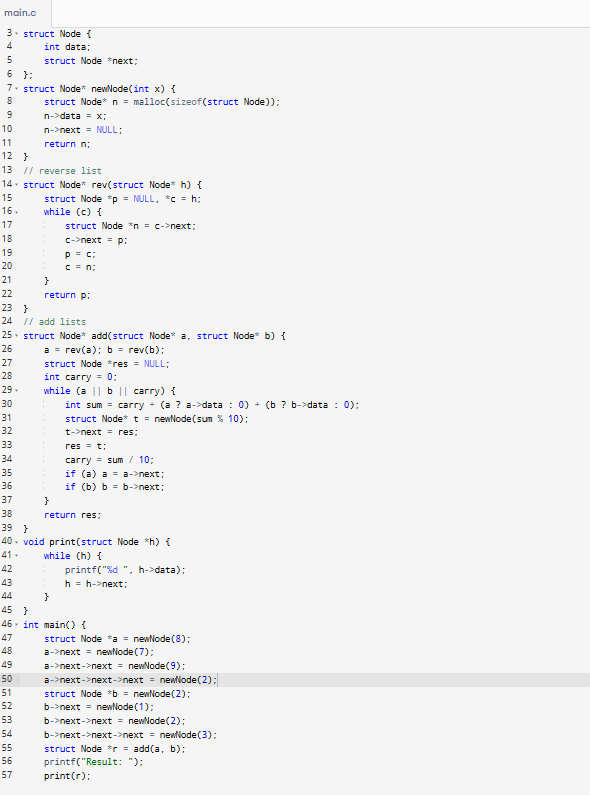 main.c
3 struct Node {
4     int data;
5     struct Node *next;
6 };
7 struct Node* newNode(int x) {
8     struct Node* n = malloc(sizeof(struct Node));
9     n->data = x;
10     n->next = NULL;
11     return n;
12 }
13 // reverse list
14 struct Node* rev(struct Node* h) {
15     struct Node *p = NULL, *c = h;
16     while (c) {
17         struct Node *n = c->next;
18         c->next = p;
19         p = c;
20         c = n;
21     }
22     return p;
23 }
24 // add lists
25 struct Node* add(struct Node* a, struct Node* b) {
26     a = rev(a); b = rev(b);
27     struct Node *res = NULL;
28     int carry = 0;
29     while (a || b || carry) {
30         int sum = carry + (a ? a->data : 0) + (b ? b->data : 0);
31         struct Node* t = newNode(sum % 10);
32         t->next = res;
33         res = t;
34         carry = sum / 10;
35         if (a) a = a->next;
36         if (b) b = b->next;
37     }
38     return res;
39 }
40 void print(struct Node *h) {
41     while (h) {
42         printf("%d ", h->data);
43         h = h->next;
44     }
45 }
46 int main() {
47     struct Node *a = newNode(8);
48     a->next = newNode(7);
49     a->next->next = newNode(9);
50     a->next->next->next = newNode(2);
51     struct Node *b = newNode(2);
52     b->next = newNode(1);
53     b->next->next = newNode(2);
54     b->next->next->next = newNode(3);
55     struct Node *r = add(a, b);
56     printf("Result: ");
57     print(r);